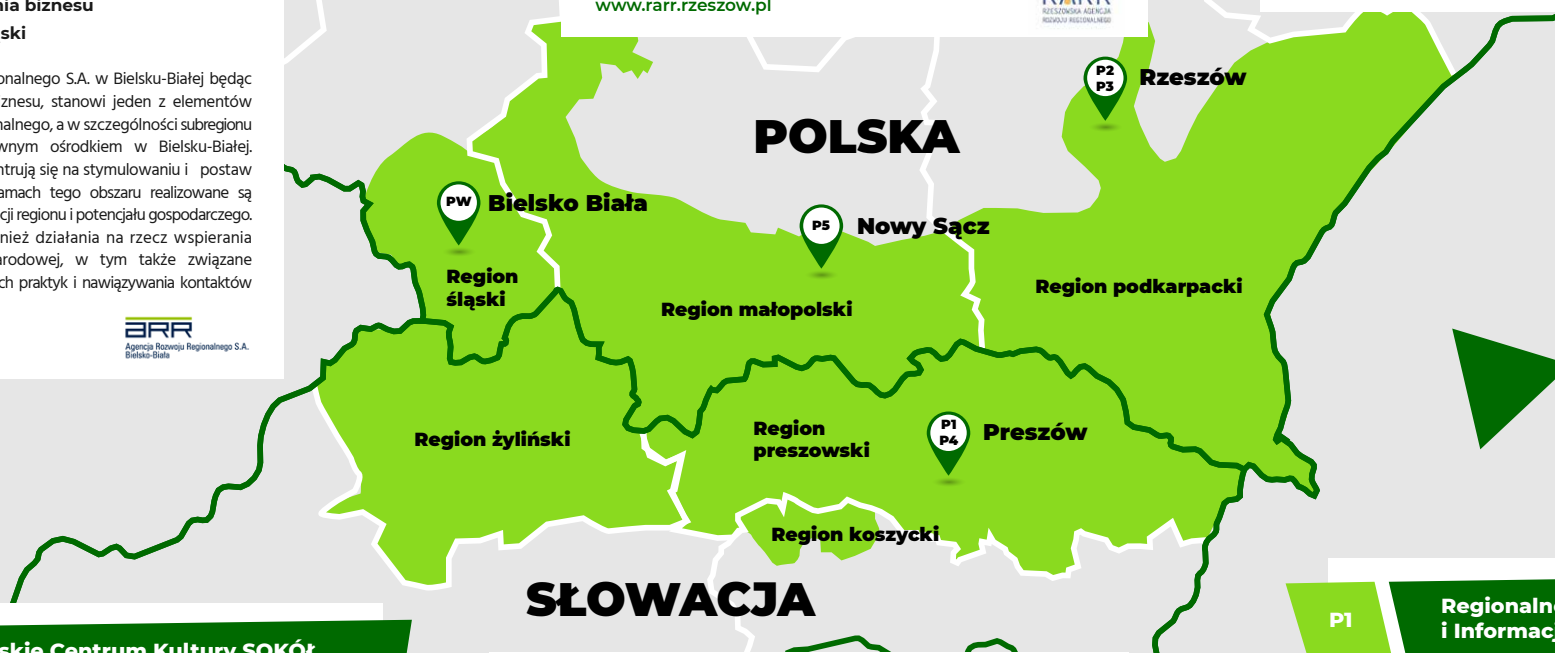 nia biznesu
ski
onalnego S.A. w Bielsku-Białej będąc
znesu, stanowi jeden z elementów
nalnego, a w szczególności subregionu
wnym ośrodkiem w Bielsku-Białej.
ntrują się na stymulowaniu i postaw
amach tego obszaru realizowane są
cji regionu i potencjału gospodarczego.
nież działania na rzecz wspierania
arodowej, w tym także związane
ch praktyk i nawiązywania kontaktów
ARR
Agencja Rozwoju Regionalnego S.A.
Bielsko-Biała
www.rarr.rzeszow.pl
RARR
RZESZOWSKA AGENCJA
ROZWOJU REGIONALNEGO
P2
P3
Rzeszów
POLSKA
PW
Bielsko Biała
P5
Nowy Sącz
Region
śląski
Region małopolski
Region podkarpacki
Region żyliński
Region
preszowski
P1
P4
Preszów
Region koszycki
SŁOWACJA
skie Centrum Kultury SOKÓŁ
P1
Regionaln
i Informacj